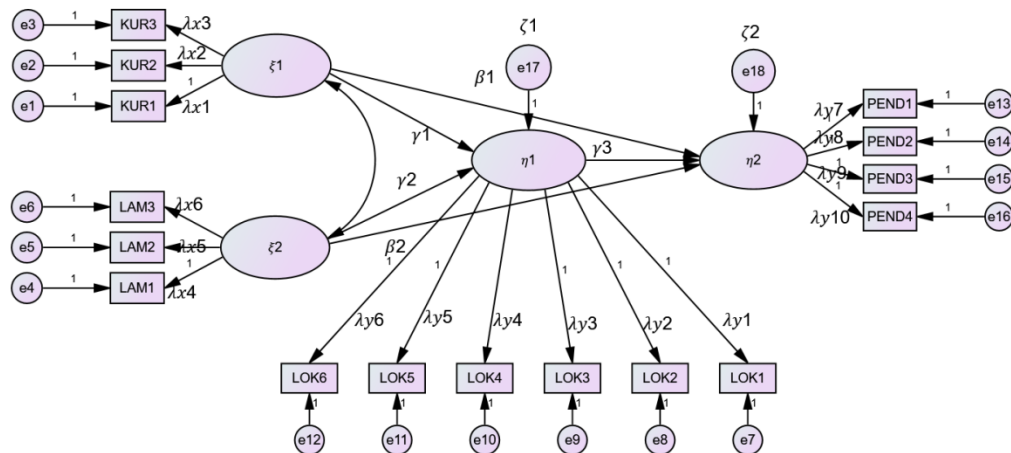 ζ1
ζ2
e3 1 KUR3 λx3
e2 1 KUR2 λx2
e1 1 KUR1 1 λx1
ξ1
e17
1
e18
1
β1
γ1
γ2
γ3
η1
η2
λy7 1 PEND1 1 e13
λy8 PEND2 1 e14
λy9 1 PEND3 1 e15
λy10 1 PEND4 1 e16
e6 1 LAM3 λx6
e5 1 LAM2 λx5
e4 1 LAM1 1 λx4
ξ2
β2
1 1 1 1 1
λy6 λy5 λy4 λy3 λy2 λy1
LOK6 LOK5 LOK4 LOK3 LOK2 LOK1
1 1 1 1 1 1
e12 e11 e10 e9 e8 e7